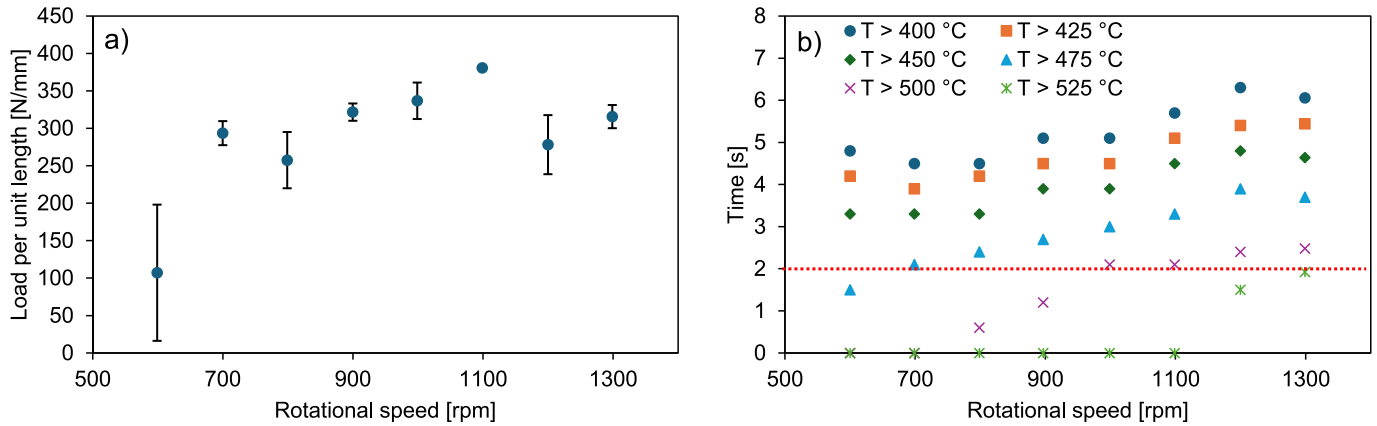 a)
Load per unit length [N/mm]
450
400
350
300
250
200
150
100
50
0
500 700 900 1100 1300
Rotational speed [rpm]
b)
T > 400 °C T > 425 °C
T > 450 °C T > 475 °C
T > 500 °C T > 525 °C
Time [s]
8
7
6
5
4
3
2
1
0
500 700 900 1100 1300
Rotational speed [rpm]